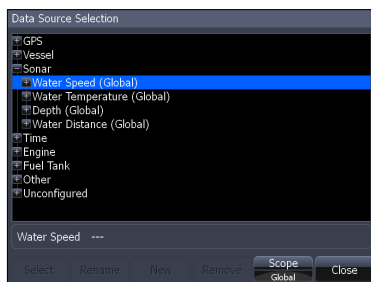 Data Source Selection
GPS
Vessel
Sonar
Water Speed (Global)
Water Temperature (Global)
Depth (Global)
Water Distance (Global)
Time
Engine
Fuel Tank
Other
Unconfigured
Water Speed ---
Select Rename New Remove Scope Close
Global